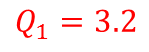 Q₁ = 3.2